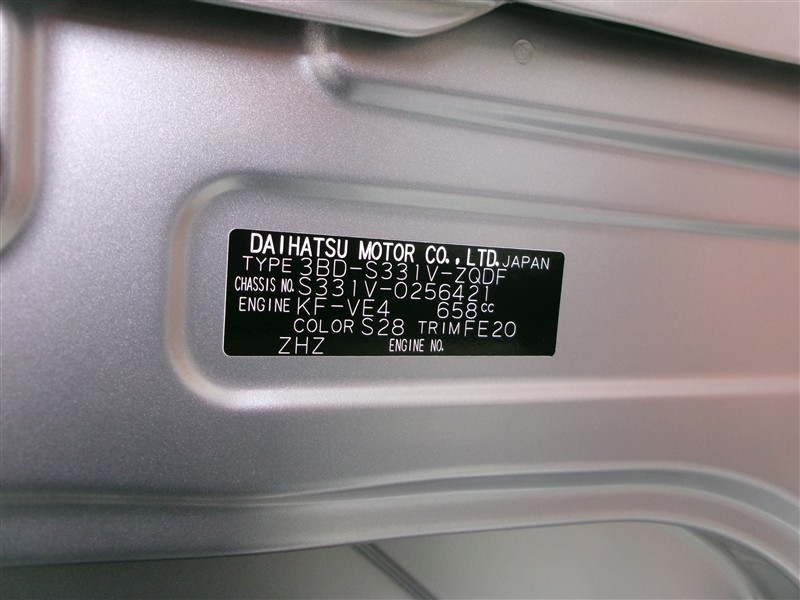 DAIHATSU MOTOR CO.,LTD. JAPAN
TYPE 3BD-S331V-ZQDF
CHASSIS NO. S331V-0256421
ENGINE KF-VE4 658cc
COLOR S28 TRIM FE20
ZHZ ENGINE NO.